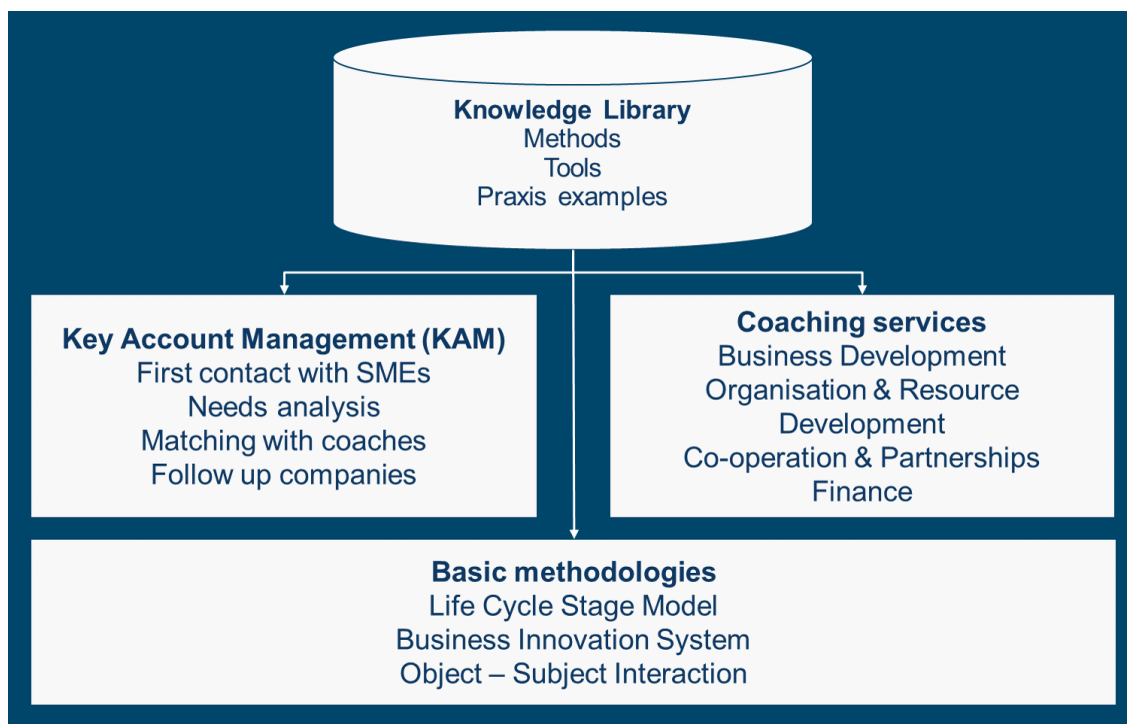 Knowledge Library
Methods
Tools
Praxis examples
Key Account Management (KAM)
First contact with SMEs
Needs analysis
Matching with coaches
Follow up companies
Coaching services
Business Development
Organisation & Resource
Development
Co-operation & Partnerships
Finance
Basic methodologies
Life Cycle Stage Model
Business Innovation System
Object – Subject Interaction